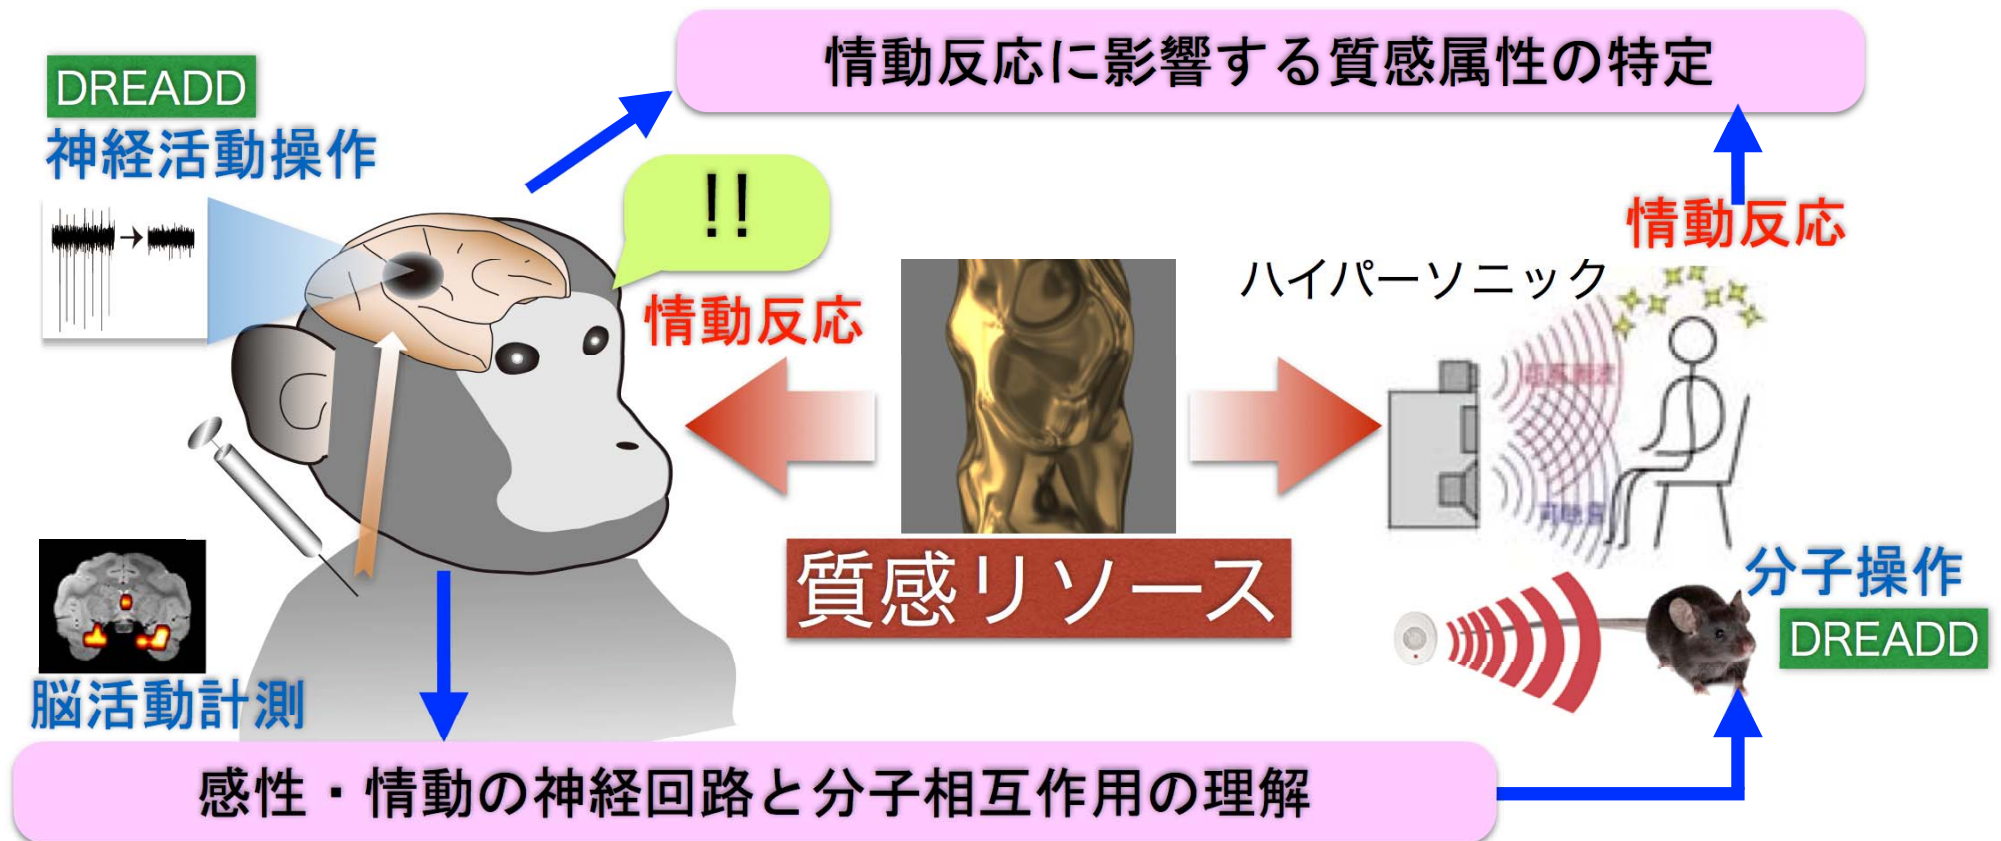 情動反応に影響する質感属性の特定
DREADD
神経活動操作
!!
情動反応
情動反応
ハイパーソニック
可聴音
質感リソース
分子操作
DREADD
脳活動計測
感性・情動の神経回路と分子相互作用の理解